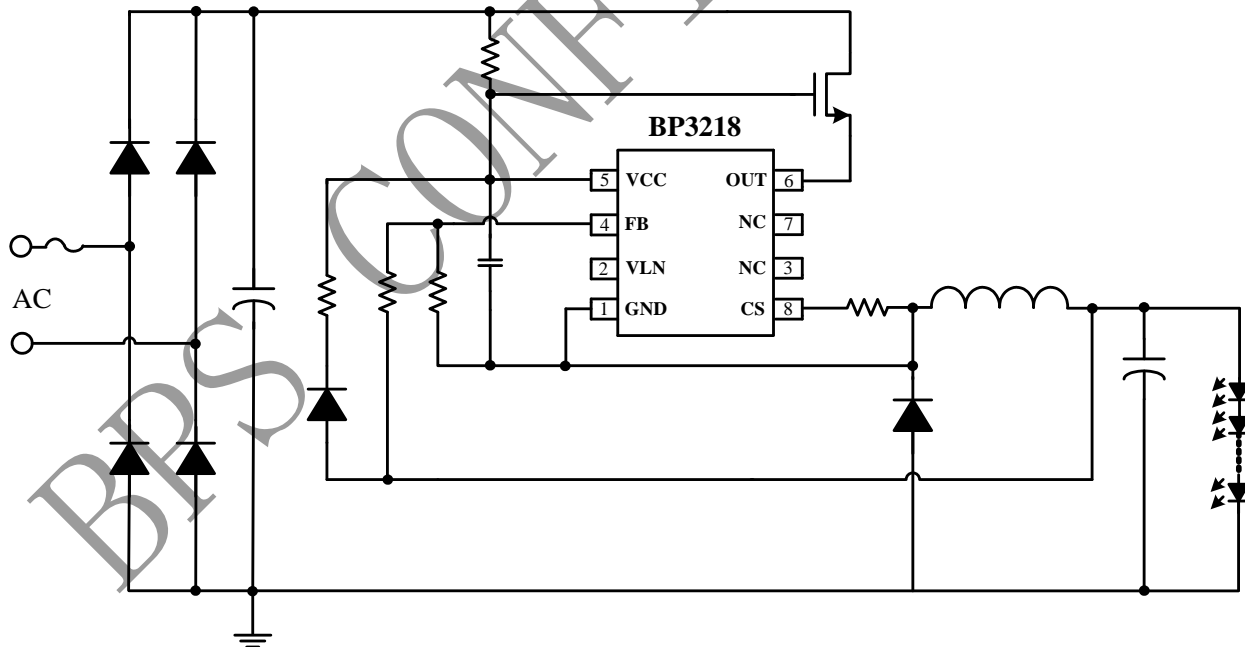 BPS CONF
BP3218
5 VCC OUT 6
4 FB NC 7
2 VLN NC 3
1 GND CS 8
AC